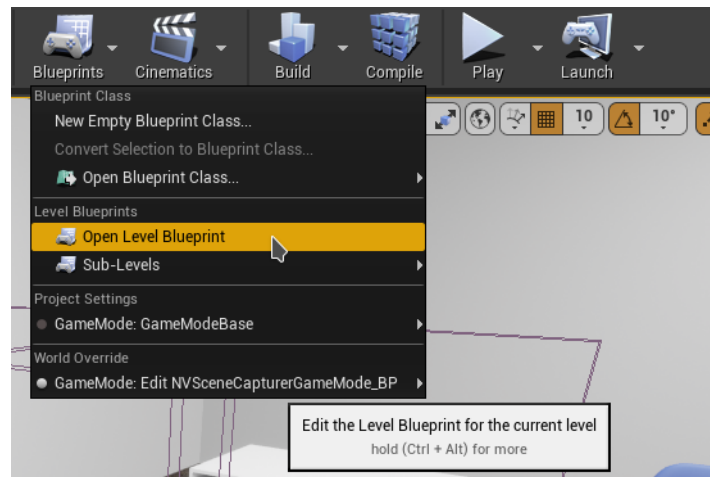 Blueprints
Cinematics
Build
Compile
Play
Launch
Blueprint Class
New Empty Blueprint Class...
Convert Selection to Blueprint Class...
Open Blueprint Class...
10
10°
Level Blueprints
Open Level Blueprint
Sub-Levels
Project Settings
GameMode: GameModeBase
World Override
GameMode: Edit NVSceneCapturerGameMode_BP
Edit the Level Blueprint for the current level
hold (Ctrl + Alt) for more